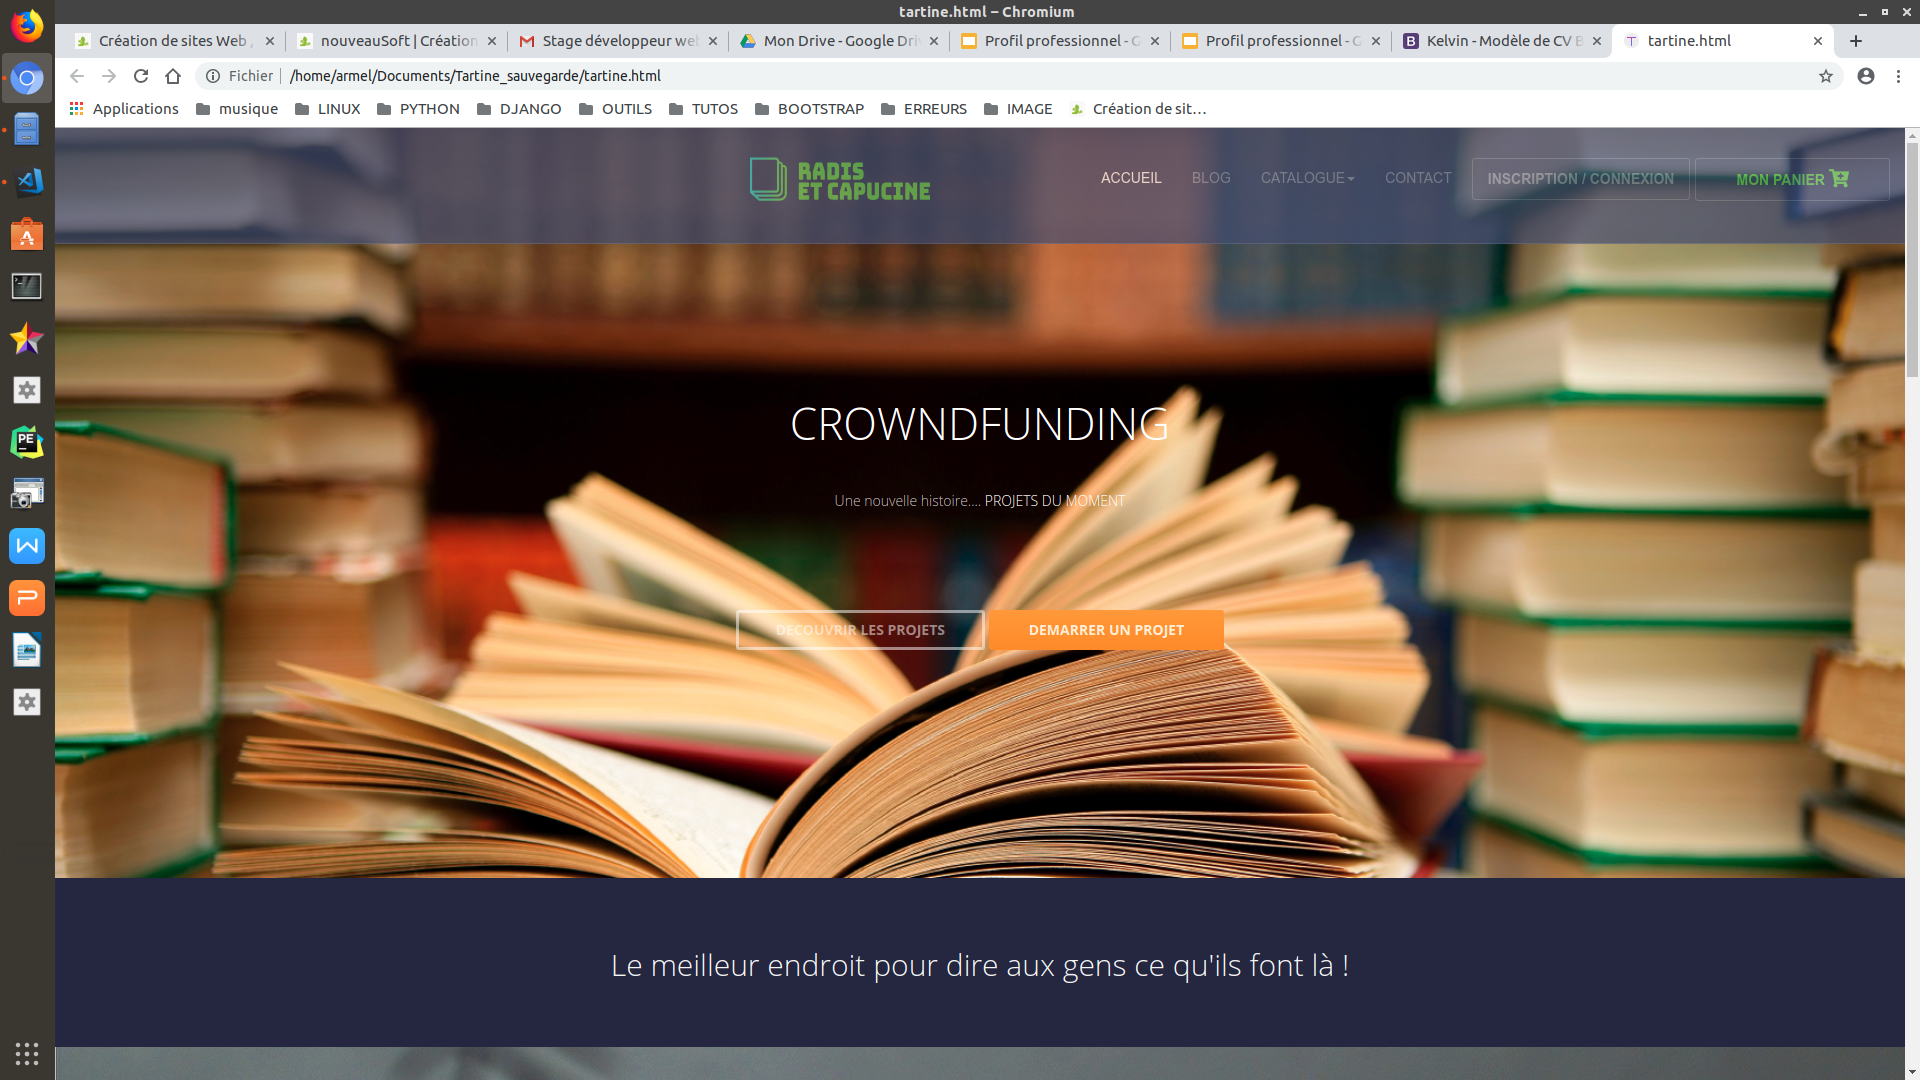 tartine.html – Chromium
Création de sites Web , nouveauSoft | Création Stage développeur we Mon Drive - Google Dri Profil professionnel - G Profil professionnel - G Kelvin - Modèle de CV B tartine.html
Fichier /home/armel/Documents/Tartine_sauvegarde/tartine.html
Applications musique LINUX PYTHON DJANGO OUTILS TUTOS BOOTSTRAP ERREURS IMAGE Création de sit…
RADIS
ET CAPUCINE
ACCUEIL BLOG CATALOGUE CONTACT INSCRIPTION / CONNEXION MON PANIER
CROWNDFUNDING
Une nouvelle histoire.... PROJETS DU MOMENT
DECOUVRIR LES PROJETS DEMARRER UN PROJET
Le meilleur endroit pour dire aux gens ce qu'ils font là !